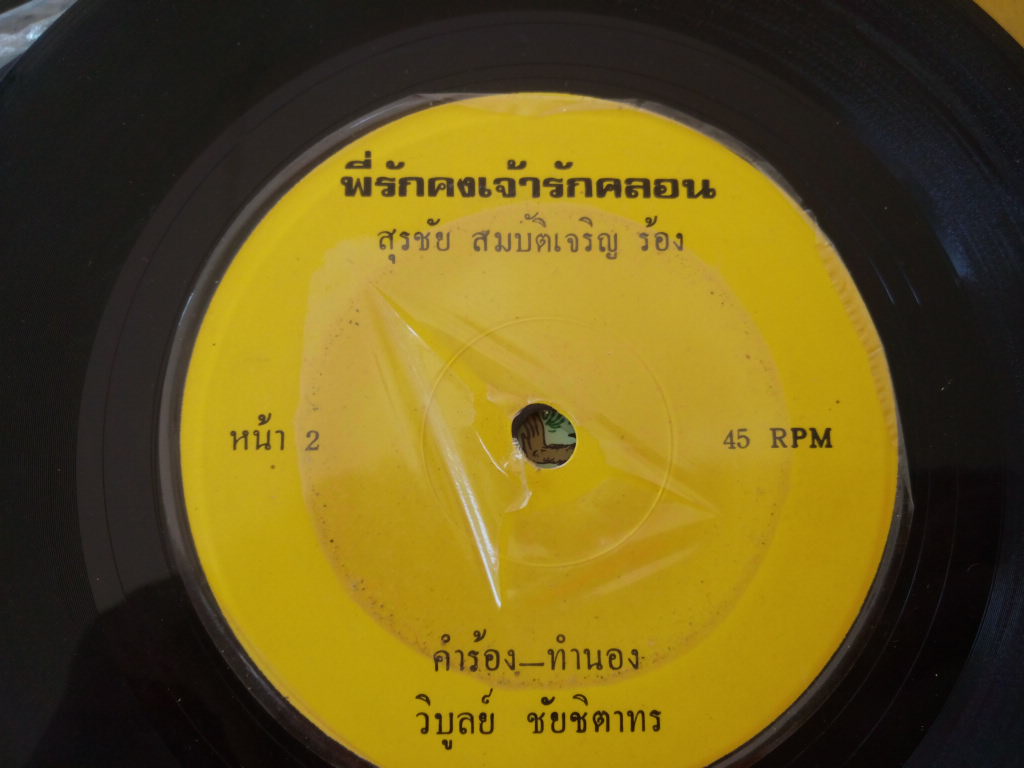 พี่รักคงเจ้ารักคลอน
สุรชัย สมบัติเจริญ ร้อง
หน้า 2
45 RPM
คำร้อง—ทำนอง
วิบูลย์ ชัยชิตาทร